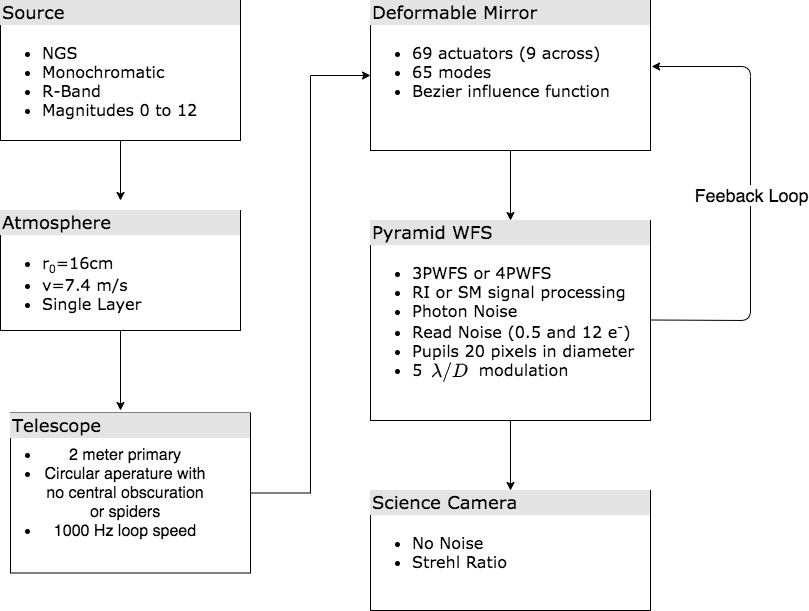 Source
• NGS
• Monochromatic
• R-Band
• Magnitudes 0 to 12
Atmosphere
• r₀=16cm
• v=7.4 m/s
• Single Layer
Telescope
• 2 meter primary
• Circular aperature with
no central obscuration
or spiders
• 1000 Hz loop speed
Deformable Mirror
• 69 actuators (9 across)
• 65 modes
• Bezier influence function
Feeback Loop
Pyramid WFS
• 3PWFS or 4PWFS
• RI or SM signal processing
• Photon Noise
• Read Noise (0.5 and 12 e⁻)
• Pupils 20 pixels in diameter
• 5 λ/D modulation
Science Camera
• No Noise
• Strehl Ratio